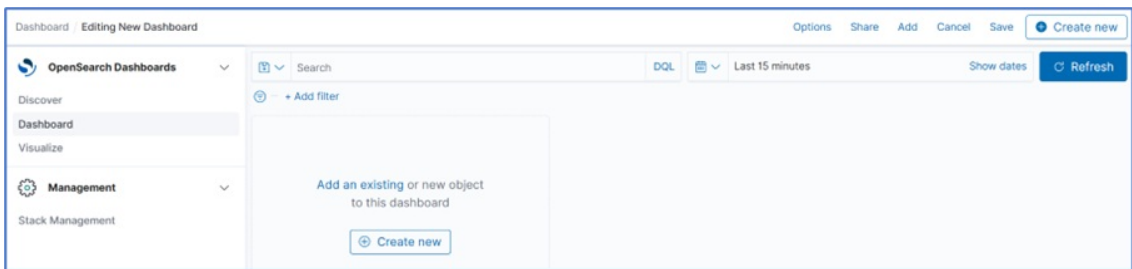 Dashboard / Editing New Dashboard
Options Share Add Cancel Save Create new
OpenSearch Dashboards
Search DQL Last 15 minutes Show dates Refresh
Discover
+ Add filter
Dashboard
Visualize
Management
Stack Management
Add an existing or new object
to this dashboard
Create new